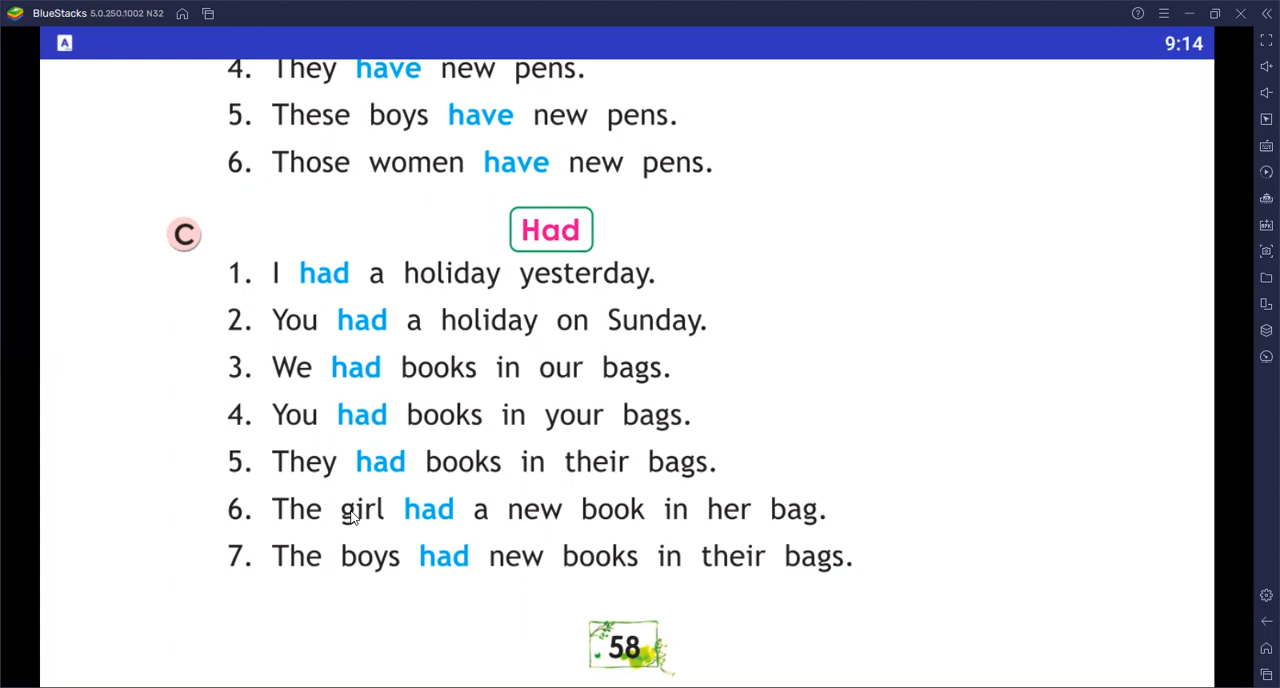 BlueStacks 5.0.250.1002 N32
A
9:14
4. They have new pens.
5. These boys have new pens.
6. Those women have new pens.
C
Had
1. I had a holiday yesterday.
2. You had a holiday on Sunday.
3. We had books in our bags.
4. You had books in your bags.
5. They had books in their bags.
6. The girl had a new book in her bag.
7. The boys had new books in their bags.
58